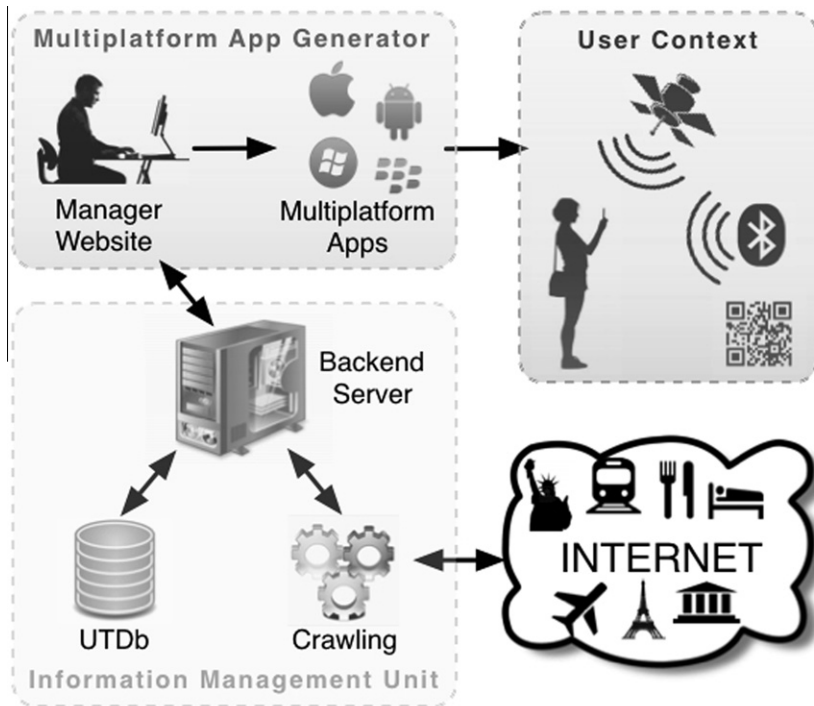 Multiplatform App Generator
Manager
Website
Multiplatform
Apps
User Context
Backend
Server
UTDb
Crawling
Information Management Unit
INTERNET